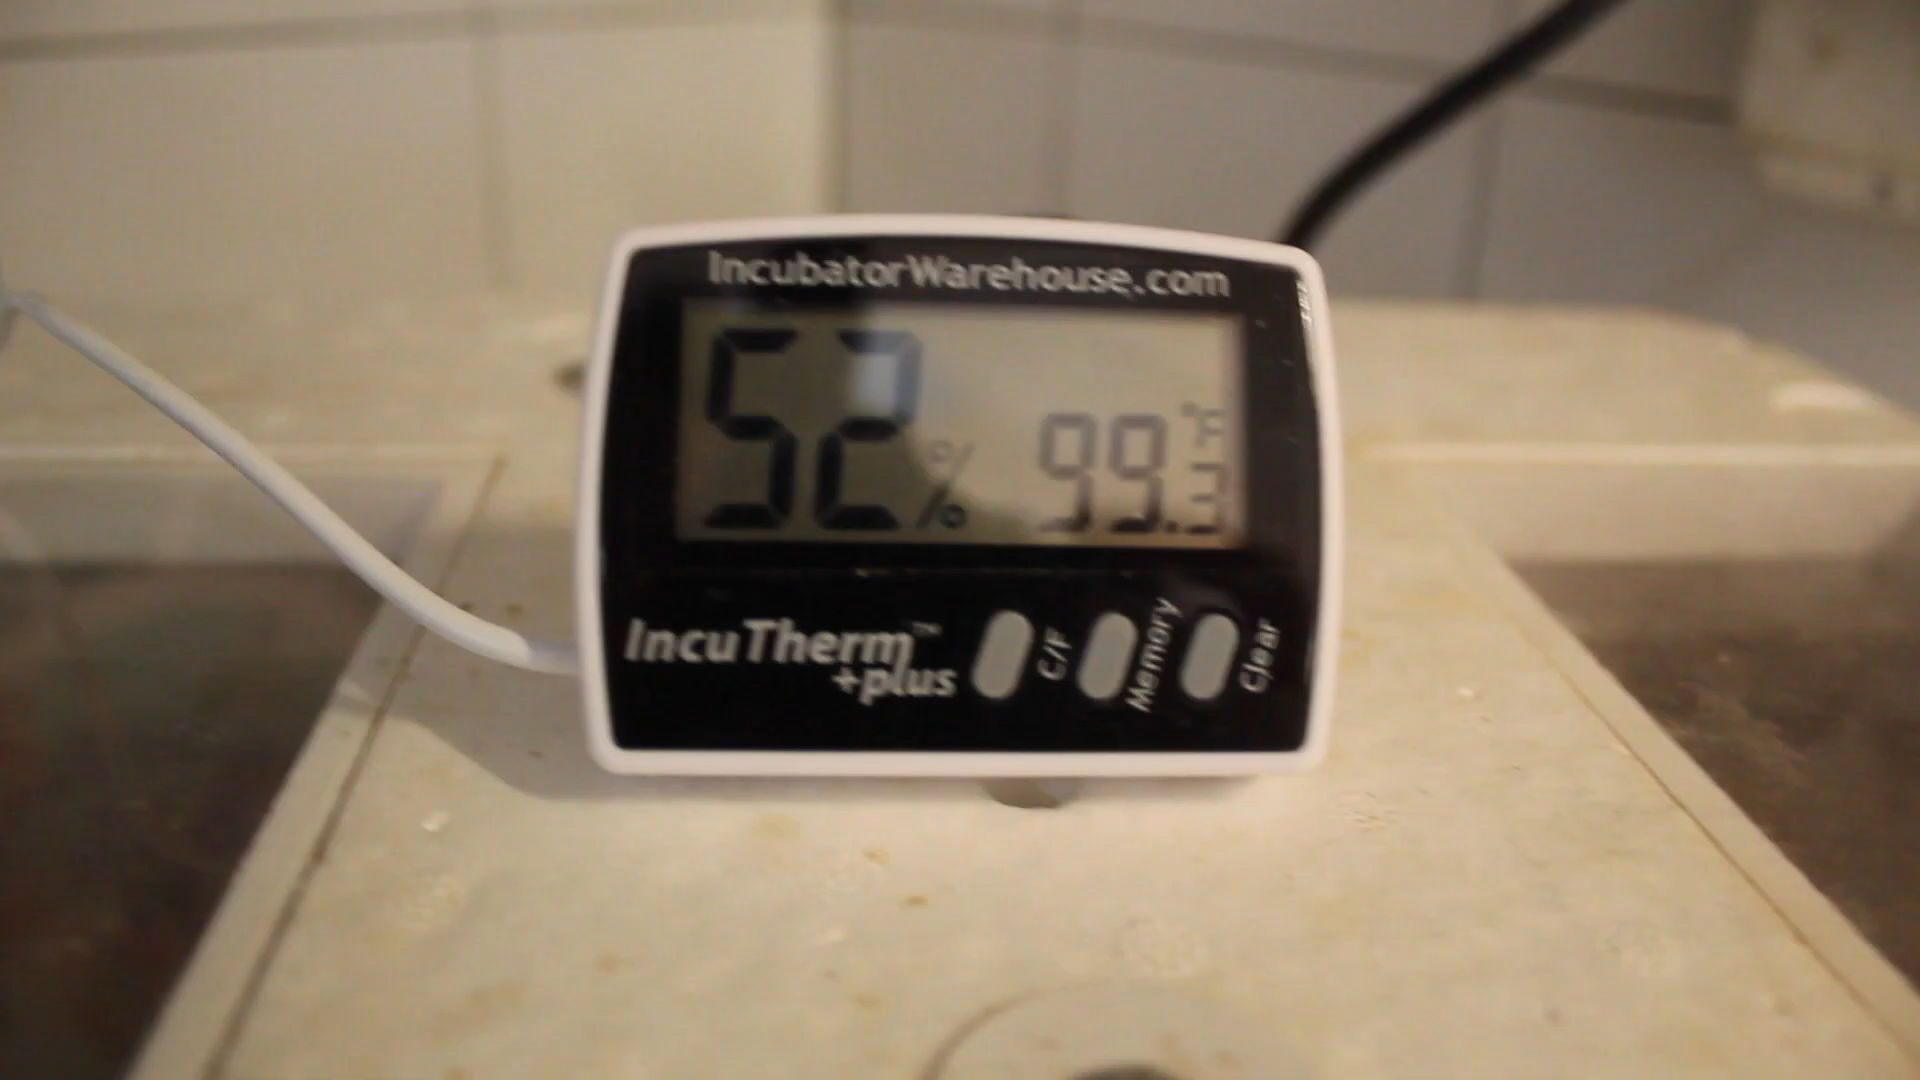 IncubatorWarehouse.com
52% 99.3°F
IncuTherm™
+plus
C/F
Memory
Clear